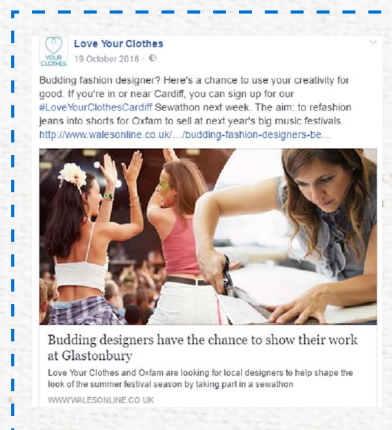 Love Your Clothes
19 October 2016
YOUR
CLOTHES
Budding fashion designer? Here's a chance to use your creativity for
good. If you're in or near Cardiff, you can sign up for our
#LoveYourClothesCardiff Sewathon next week. The aim: to refashion
jeans into shorts for Oxfam to sell at next year's big music festivals.
http://www.walesonline.co.uk/.../budding-fashion-designers-be...
Budding designers have the chance to show their work
at Glastonbury
Love Your Clothes and Oxfam are looking for local designers to help shape the
look of the summer festival season by taking part in a sewathon
WWW.WALESONLINE.CO.UK